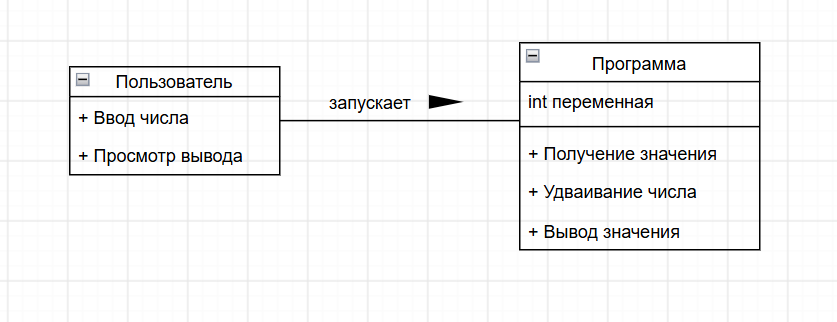 Пользователь
+ Ввод числа
+ Просмотр вывода
запускает
Программа
int переменная
+ Получение значения
+ Удваивание числа
+ Вывод значения